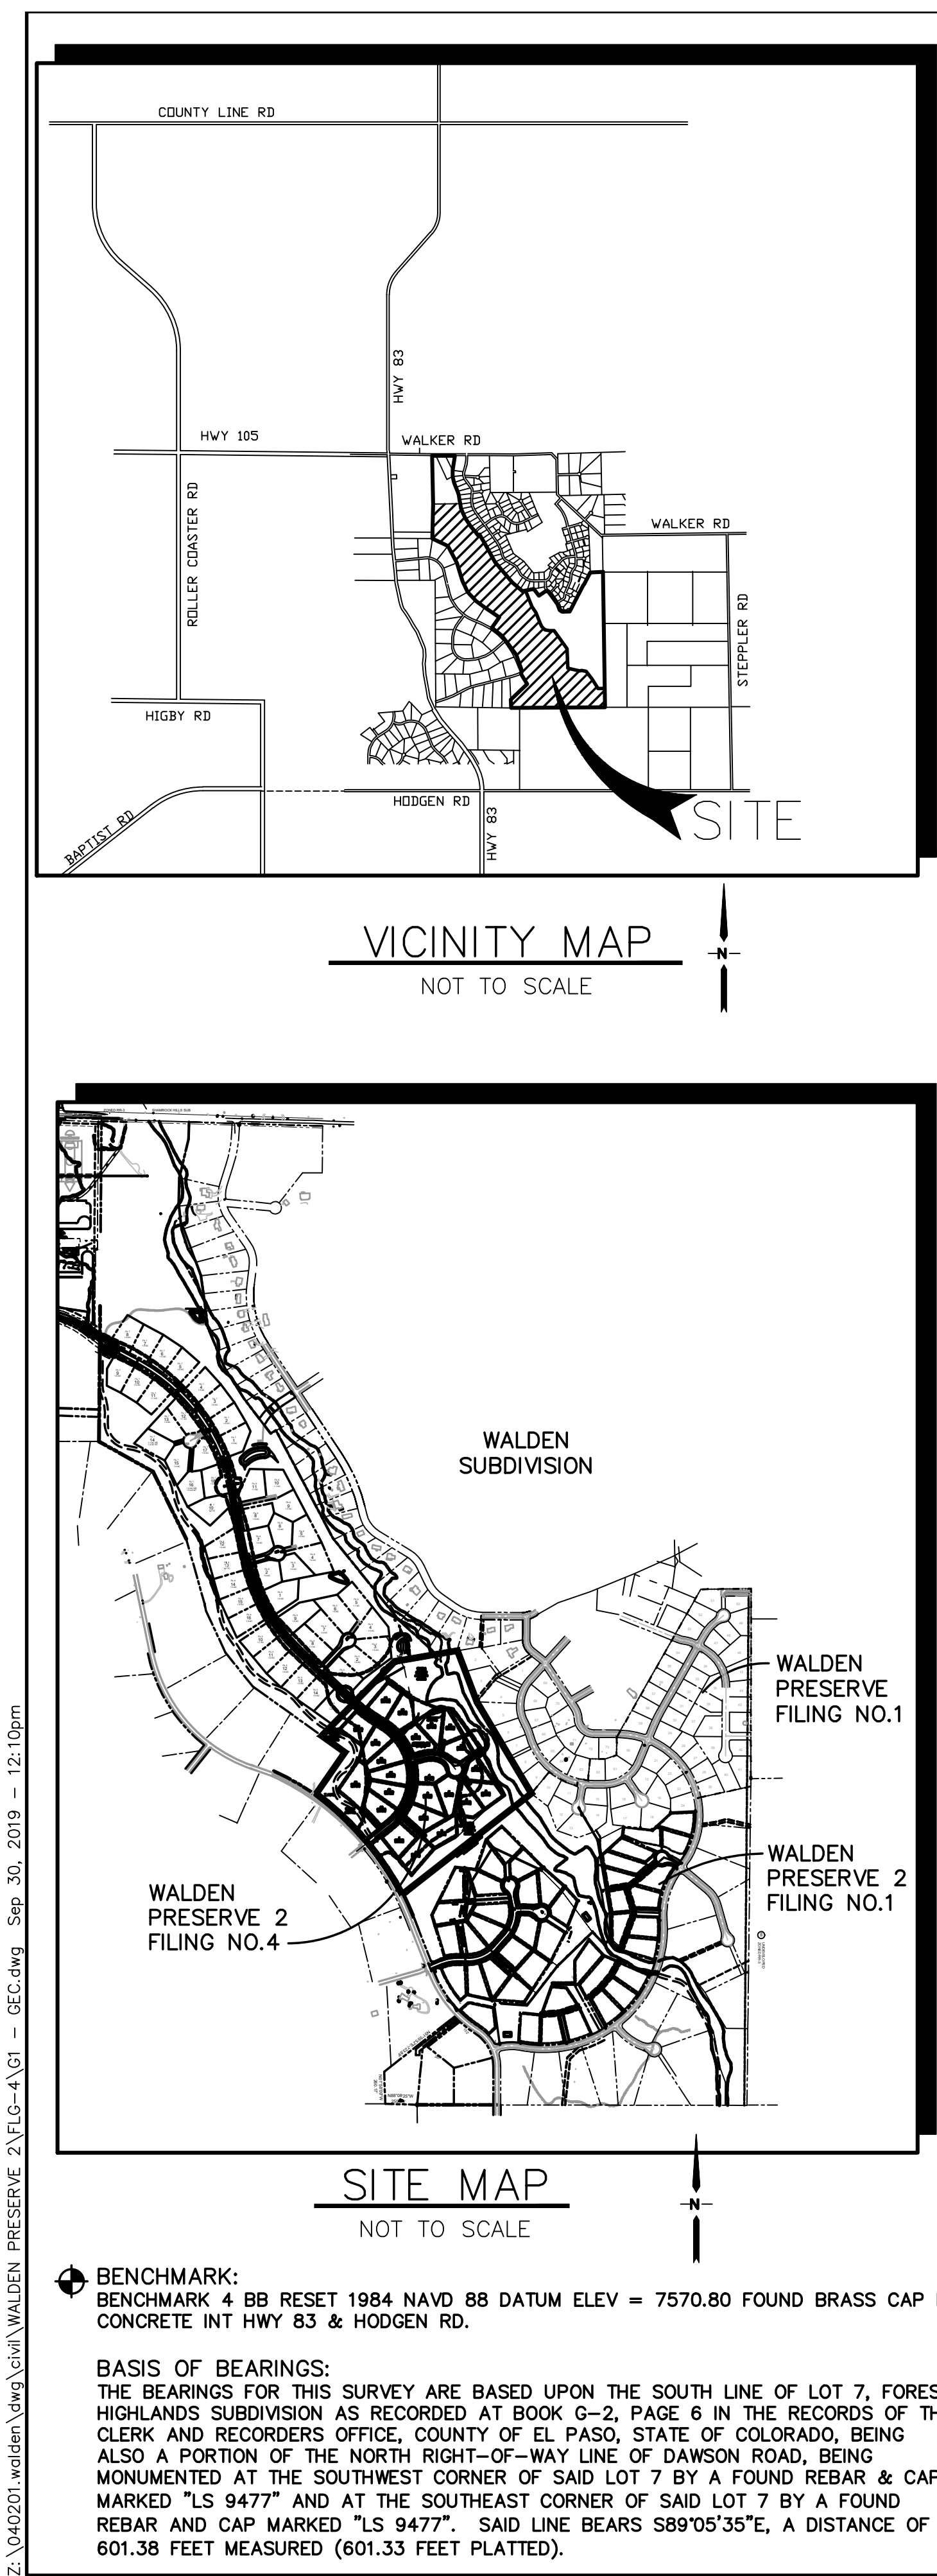 COUNTY LINE RD
HWY 83
HWY 105
WALKER RD
ROLLER COASTER RD
WALKER RD
STEPPLER RD
HIGBY RD
HODGEN RD
HWY 83
BAPTIST RD
SITE
VICINITY MAP
NOT TO SCALE
N
WALDEN
SUBDIVISION
WALDEN
PRESERVE
FILING NO.1
WALDEN
PRESERVE 2
FILING NO.1
WALDEN
PRESERVE 2
FILING NO.4
SITE MAP
NOT TO SCALE
N
BENCHMARK:
BENCHMARK 4 BB RESET 1984 NAVD 88 DATUM ELEV = 7570.80 FOUND BRASS CAP
CONCRETE INT HWY 83 & HODGEN RD.
BASIS OF BEARINGS:
THE BEARINGS FOR THIS SURVEY ARE BASED UPON THE SOUTH LINE OF LOT 7, FORES
HIGHLANDS SUBDIVISION AS RECORDED AT BOOK G-2, PAGE 6 IN THE RECORDS OF TH
CLERK AND RECORDERS OFFICE, COUNTY OF EL PASO, STATE OF COLORADO, BEING
ALSO A PORTION OF THE NORTH RIGHT-OF-WAY LINE OF DAWSON ROAD, BEING
MONUMENTED AT THE SOUTHWEST CORNER OF SAID LOT 7 BY A FOUND REBAR & CAP
MARKED "LS 9477" AND AT THE SOUTHEAST CORNER OF SAID LOT 7 BY A FOUND
REBAR AND CAP MARKED "LS 9477". SAID LINE BEARS S89°05'35"E, A DISTANCE OF
601.38 FEET MEASURED (601.33 FEET PLATTED).
Z:\040201.walden\dwg\civil\WALDEN PRESERVE 2\FLG-4\G1 - GEC.dwg Sep 30, 2019 - 12:10pm